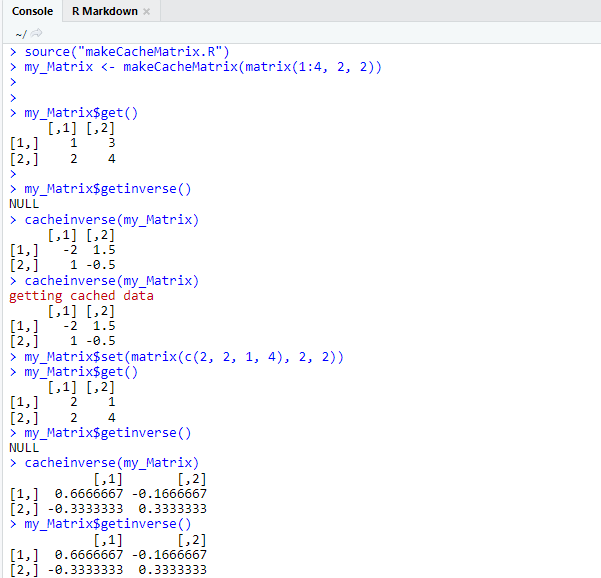 Console R Markdown ×
~/
> source("makeCacheMatrix.R")
> my_Matrix <- makeCacheMatrix(matrix(1:4, 2, 2))
>
>
> my_Matrix$get()
     [,1] [,2]
[1,]    1    3
[2,]    2    4
>
> my_Matrix$getinverse()
NULL
> cacheinverse(my_Matrix)
     [,1] [,2]
[1,]   -2  1.5
[2,]    1 -0.5
> cacheinverse(my_Matrix)
getting cached data
     [,1] [,2]
[1,]   -2  1.5
[2,]    1 -0.5
> my_Matrix$set(matrix(c(2, 2, 1, 4), 2, 2))
> my_Matrix$get()
     [,1] [,2]
[1,]    2    1
[2,]    2    4
> my_Matrix$getinverse()
NULL
> cacheinverse(my_Matrix)
           [,1]       [,2]
[1,]  0.6666667 -0.1666667
[2,] -0.3333333  0.3333333
> my_Matrix$getinverse()
           [,1]       [,2]
[1,]  0.6666667 -0.1666667
[2,] -0.3333333  0.3333333